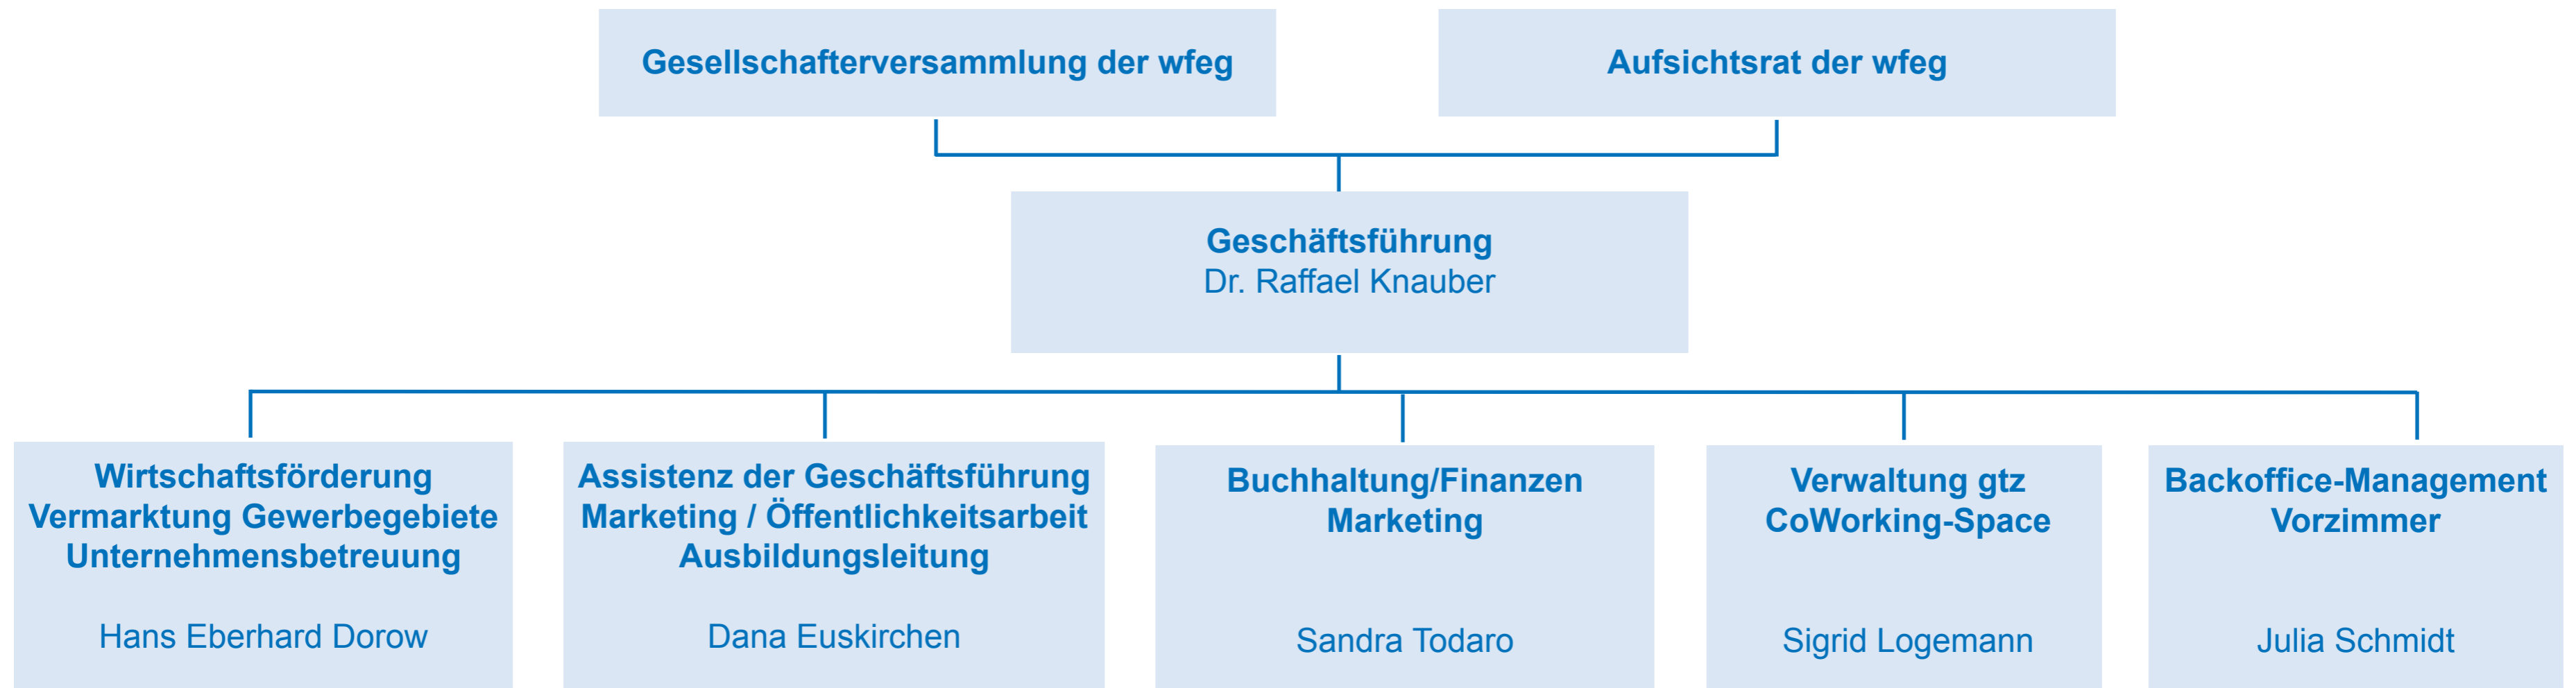 Gesellschafterversammlung der wfeg
Aufsichtsrat der wfeg
Geschäftsführung
Dr. Raffael Knauber
Wirtschaftsförderung
Vermarktung Gewerbegebiete
Unternehmensbetreuung
Hans Eberhard Dorow
Assistenz der Geschäftsführung
Marketing / Öffentlichkeitsarbeit
Ausbildungsleitung
Dana Euskirchen
Buchhaltung/Finanzen
Marketing
Sandra Todaro
Verwaltung gtz
CoWorking-Space
Sigrid Logemann
Backoffice-Management
Vorzimmer
Julia Schmidt